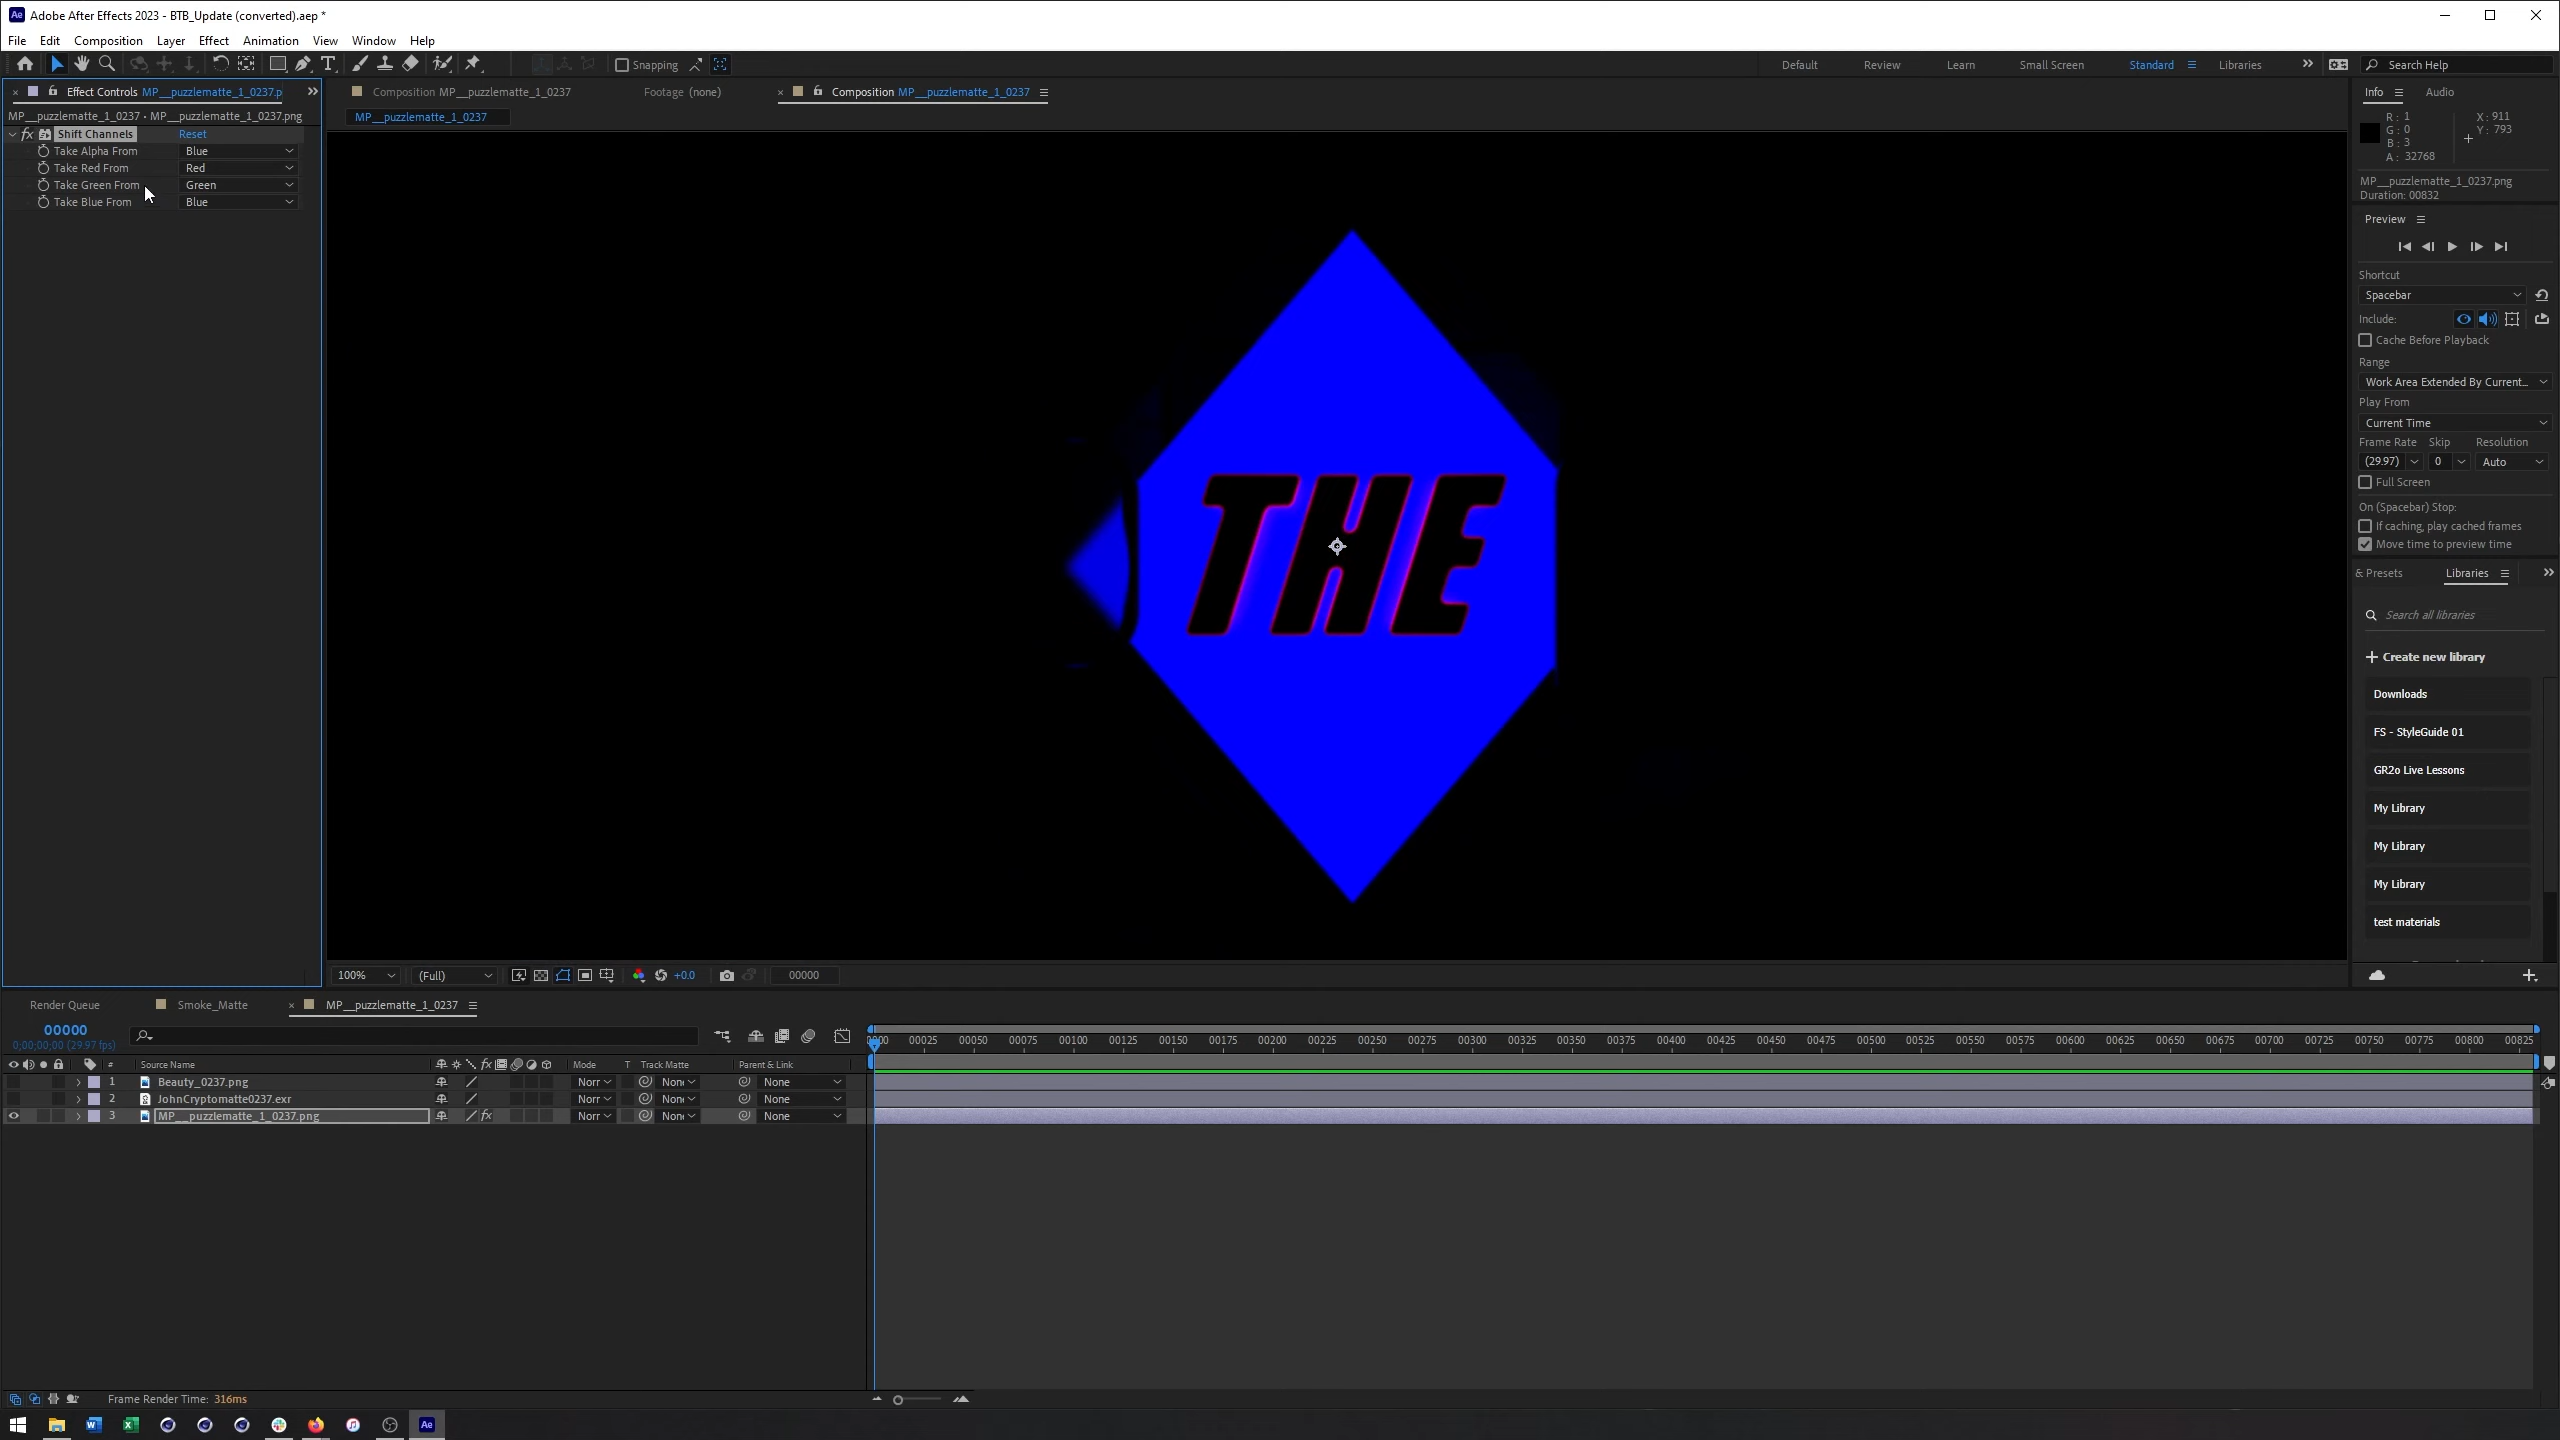 Adobe After Effects 2023 - BTB_Update (converted).aep *
File Edit Composition Layer Effect Animation View Window Help
Snapping Default Review Learn Small Screen Standard Libraries Search Help
Effect Controls MP__puzzlematte_1_0237.p
MP__puzzlematte_1_0237 • MP__puzzlematte_1_0237.png
fx Shift Channels Reset
Take Alpha From Blue
Take Red From Red
Take Green From Green
Take Blue From Blue
Composition MP__puzzlematte_1_0237 Footage (none) Composition MP__puzzlematte_1_0237
MP__puzzlematte_1_0237
THE
100% (Full) +0.0 00000
Info Audio
R: 1 X: 911
G: 0 Y: 793
B: 3
A: 32768
MP__puzzlematte_1_0237.png
Duration: 00832
Preview
Shortcut
Spacebar
Include:
Cache Before Playback
Range
Work Area Extended By Current...
Play From
Current Time
Frame Rate Skip Resolution
(29.97) 0 Auto
Full Screen
On (Spacebar) Stop:
If caching, play cached frames
Move time to preview time
& Presets Libraries
Search all libraries
Create new library
Downloads
FS - StyleGuide 01
GR2o Live Lessons
My Library
My Library
My Library
test materials
Render Queue Smoke_Matte MP__puzzlematte_1_0237
00000
0;00;00;00 (29.97 fps)
# Source Name fx Mode T Track Matte Parent & Link
1 Beauty_0237.png Norr None None
2 JohnCryptomatte0237.exr Norr None None
3 MP__puzzlematte_1_0237.png fx Norr None None
00025 00050 00075 00100 00125 00150 00175 00200 00225 00250 00275 00300 00325 00350 00375 00400 00425 00450 00475 00500 00525 00550 00575 00600 00625 00650 00675 00700 00725 00750 00775 00800 00825
Frame Render Time: 316ms
Ae